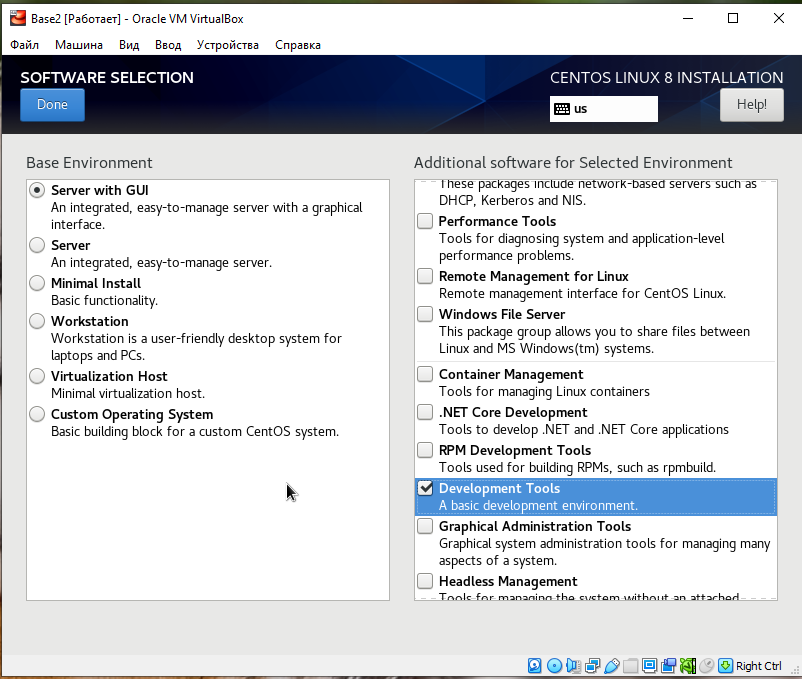 Base2 [Работает] - Oracle VM VirtualBox
Файл Машина Вид Ввод Устройства Справка
SOFTWARE SELECTION
CENTOS LINUX 8 INSTALLATION
Done
us
Help!
Base Environment
Server with GUI
An integrated, easy-to-manage server with a graphical
interface.
Server
An integrated, easy-to-manage server.
Minimal Install
Basic functionality.
Workstation
Workstation is a user-friendly desktop system for
laptops and PCs.
Virtualization Host
Minimal virtualization host.
Custom Operating System
Basic building block for a custom CentOS system.
Additional software for Selected Environment
These packages include network-based servers such as
DHCP, Kerberos and NIS.
Performance Tools
Tools for diagnosing system and application-level
performance problems.
Remote Management for Linux
Remote management interface for CentOS Linux.
Windows File Server
This package group allows you to share files between
Linux and MS Windows(tm) systems.
Container Management
Tools for managing Linux containers
.NET Core Development
Tools to develop .NET and .NET Core applications
RPM Development Tools
Tools used for building RPMs, such as rpmbuild.
Development Tools
A basic development environment.
Graphical Administration Tools
Graphical system administration tools for managing many
aspects of a system.
Headless Management
Tools for managing the system without an attached
Right Ctrl